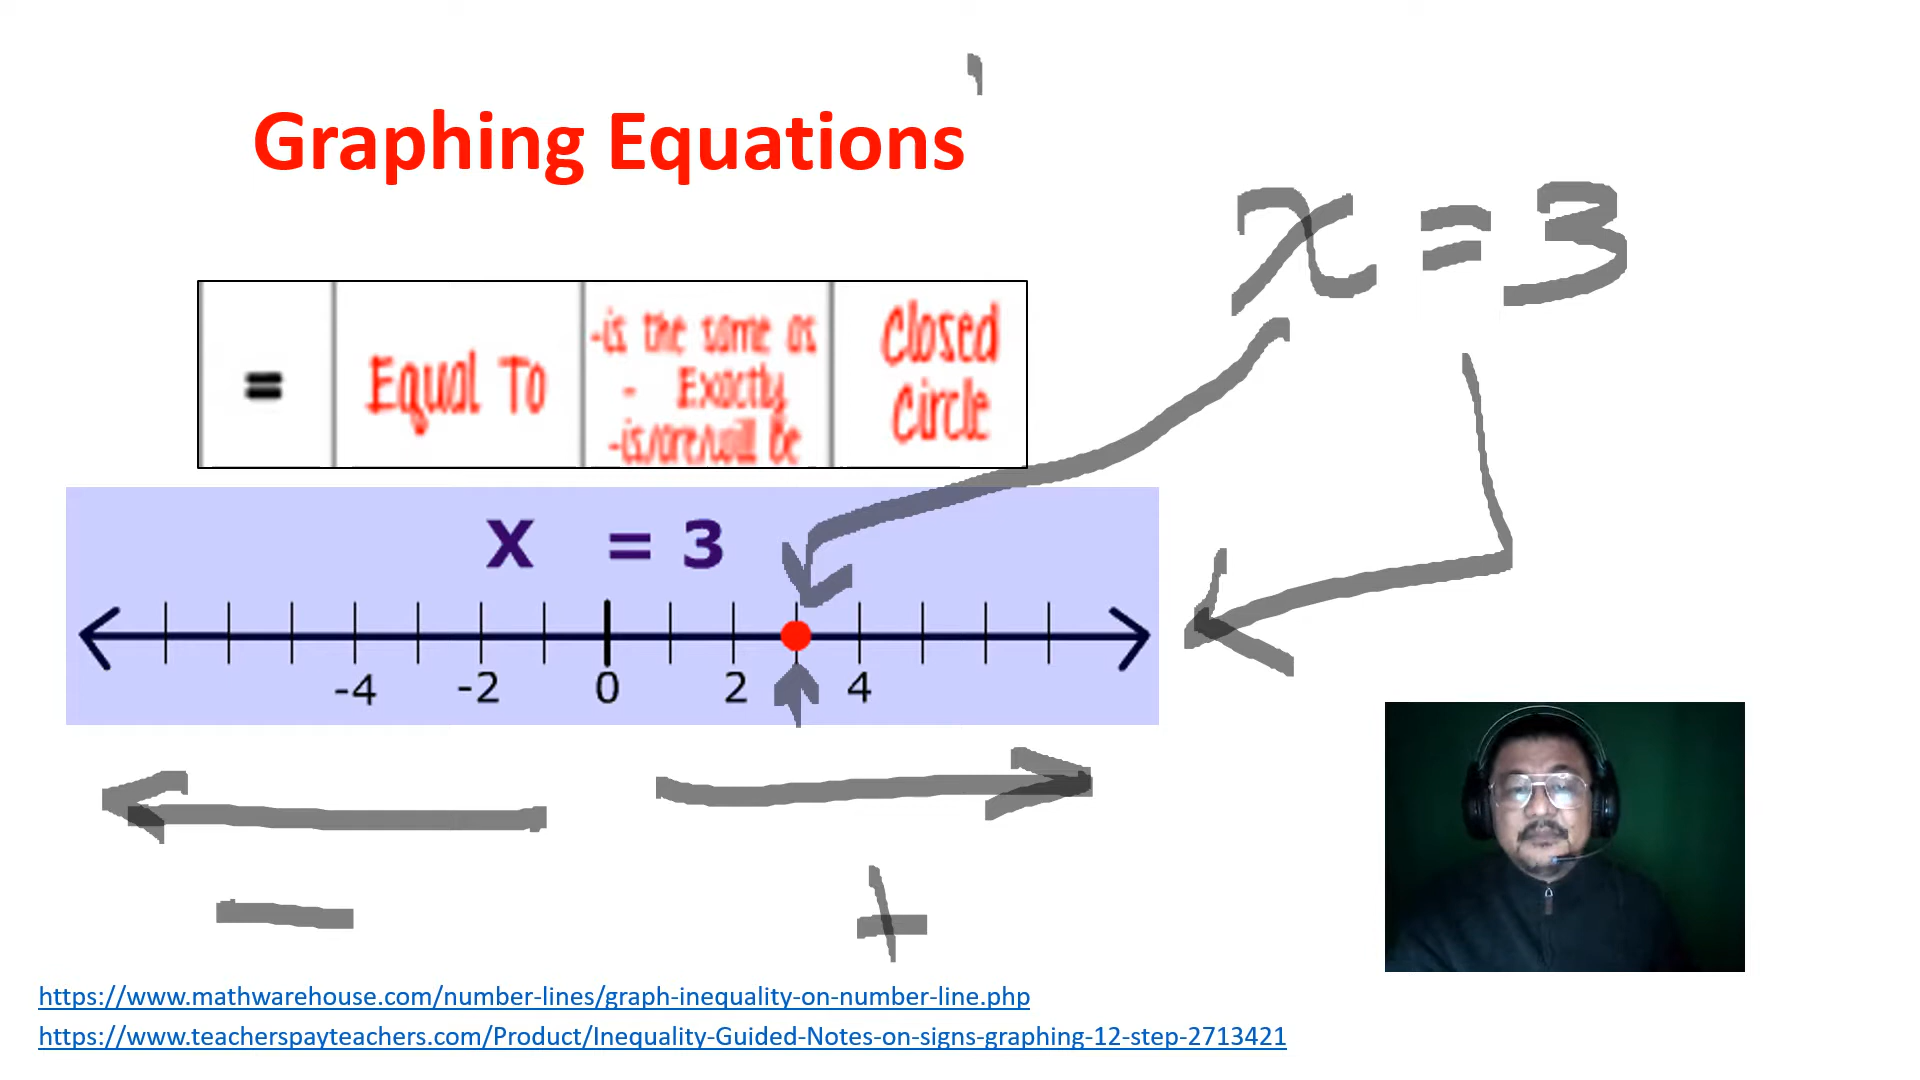 Graphing Equations
x = 3
=
Equal To
-is the same as
- Exactly
-is/are/will be
Closed
Circle
X = 3
-4 -2 0 2 4
— +
https://www.mathwarehouse.com/number-lines/graph-inequality-on-number-line.php
https://www.teacherspayteachers.com/Product/Inequality-Guided-Notes-on-signs-graphing-12-step-2713421